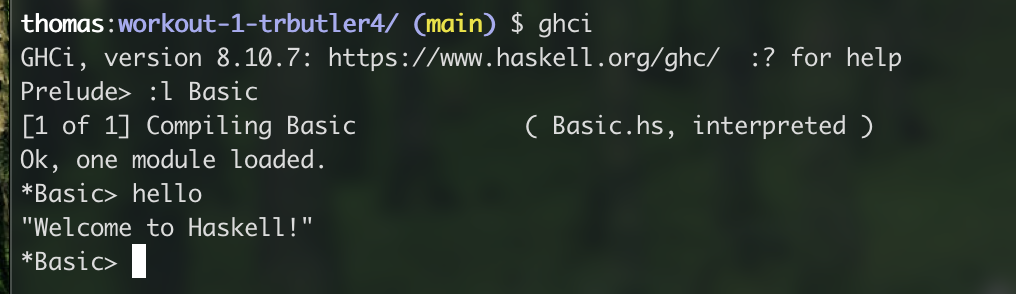 thomas:workout-1-trbutler4/ (main) $ ghci
GHCi, version 8.10.7: https://www.haskell.org/ghc/  :? for help
Prelude> :l Basic
[1 of 1] Compiling Basic            ( Basic.hs, interpreted )
Ok, one module loaded.
*Basic> hello
"Welcome to Haskell!"
*Basic>